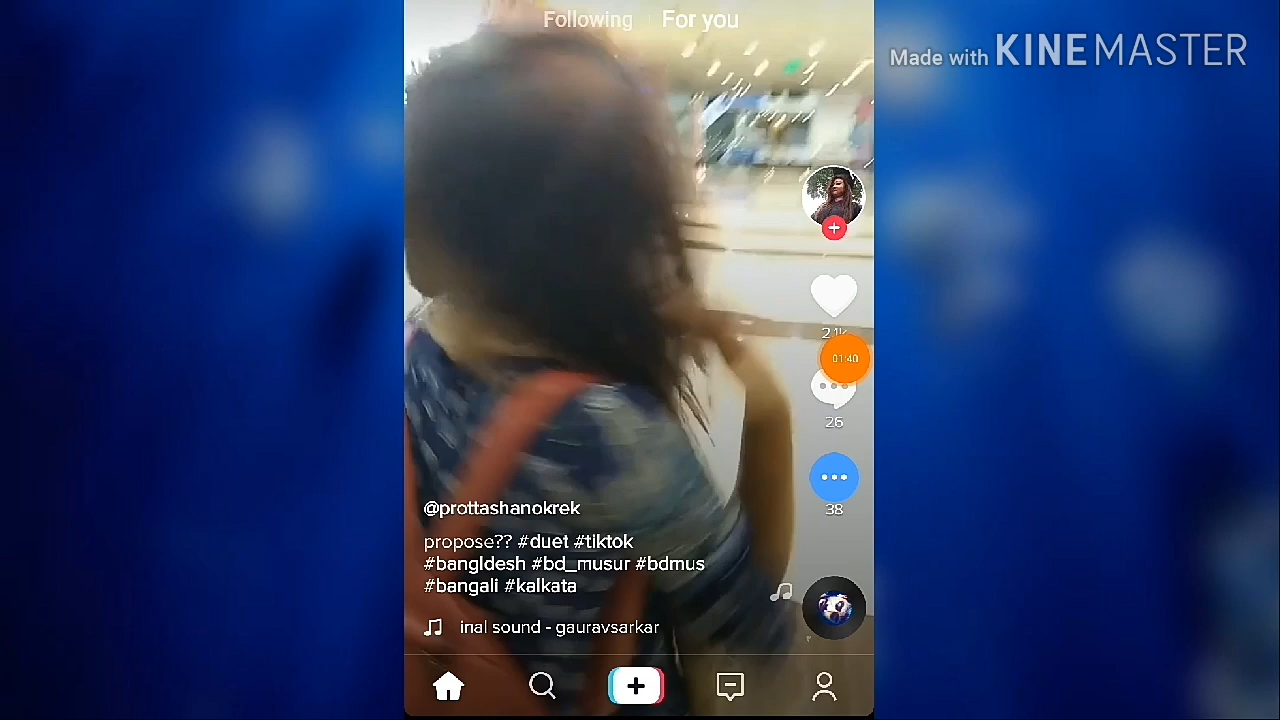 Following
For you
Made with KINEMASTER
01:40
26
38
@prottashanokrek
propose?? #duet #tiktok
#bangldesh #bd_musur #bdmus
#bangali #kalkata
inal sound - gauravsarkar